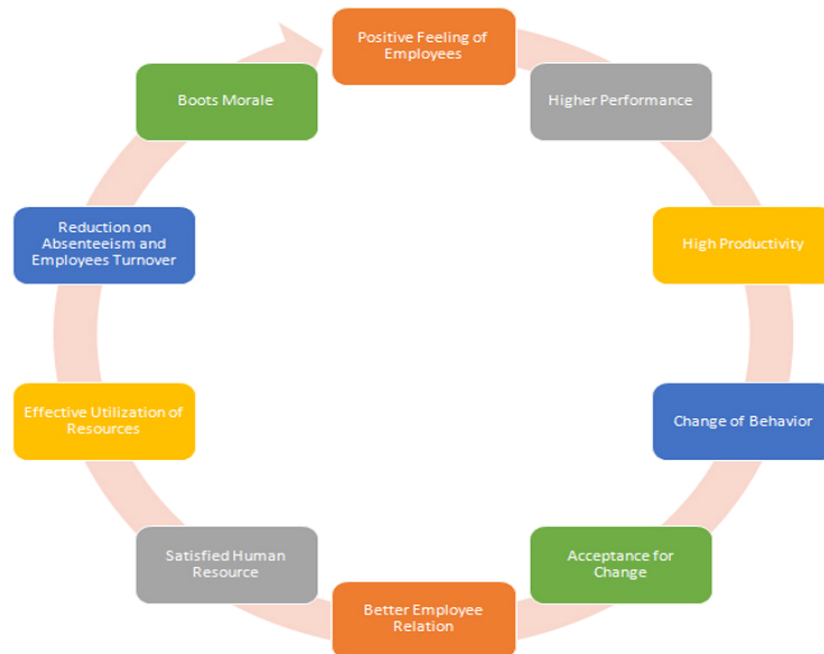 Positive Feeling of
Employees
Higher Performance
High Productivity
Change of Behavior
Acceptance for
Change
Better Employee
Relation
Satisfied Human
Resource
Effective Utilization of
Resources
Reduction on
Absenteeism and
Employees Turnover
Boots Morale